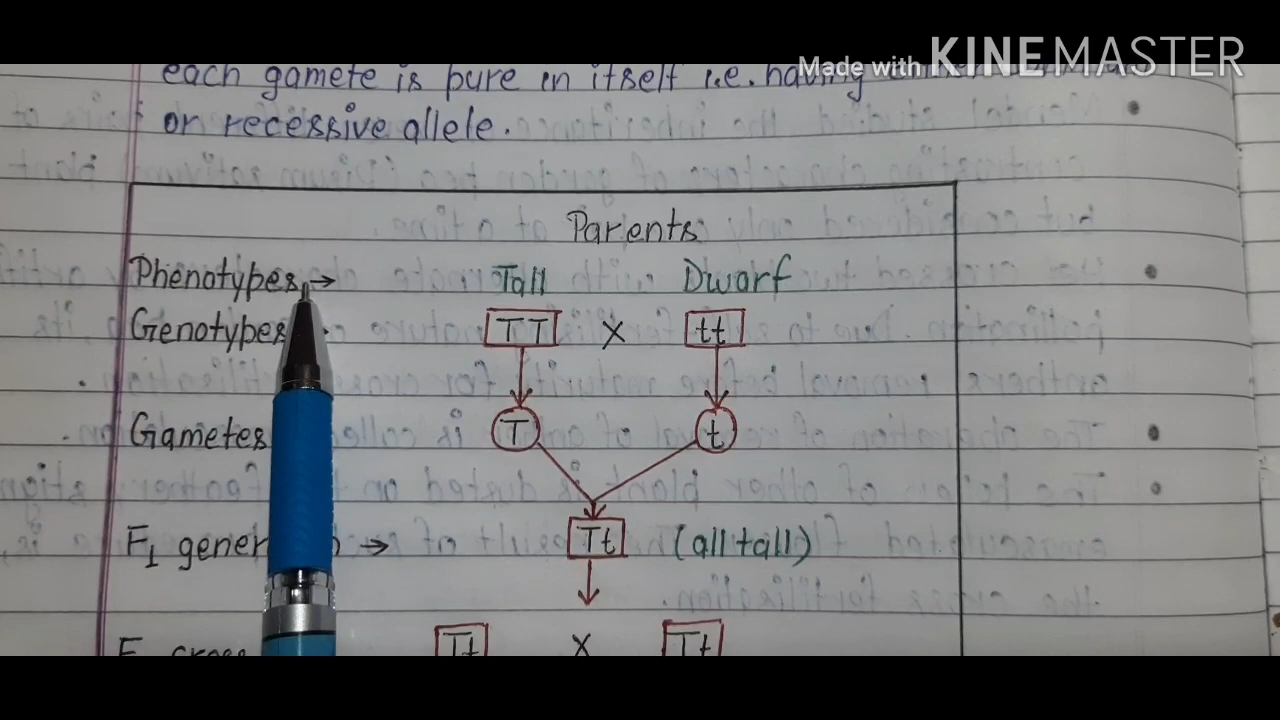 Made with KINEMASTER
each gamete is pure in itself i.e. having
or recessive allele.
Parents
Phenotypes → Tall Dwarf
Genotypes TT X tt
Gametes T t
F1 gener → Tt (all tall)
F cross Tt X Tt